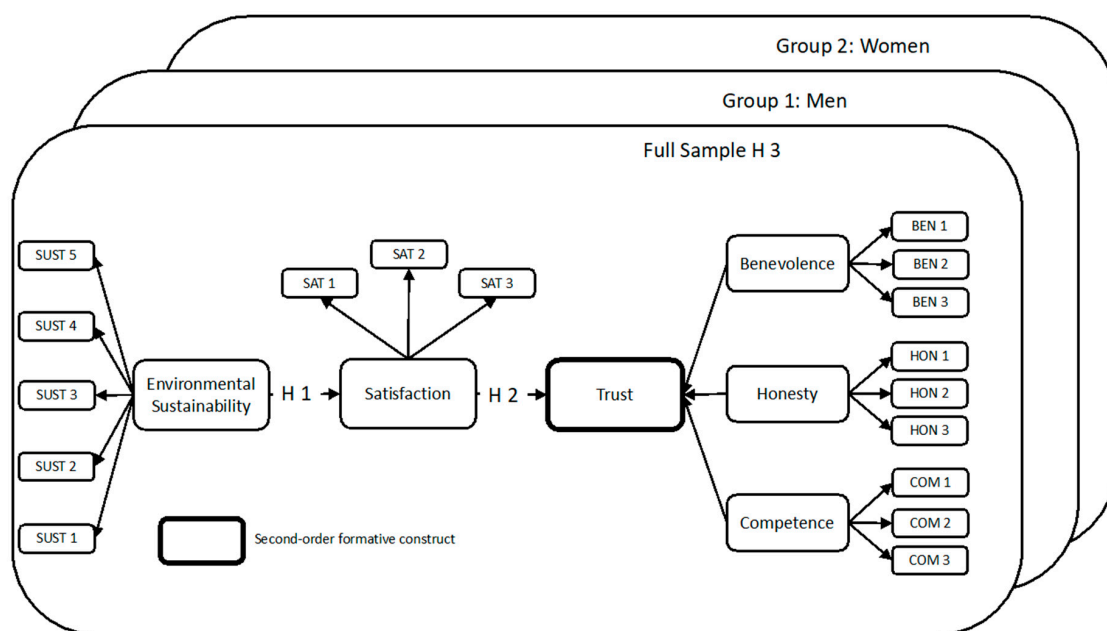 Group 2: Women
Group 1: Men
Full Sample H 3
SUST 5
SUST 4
SUST 3
SUST 2
SUST 1
Environmental
Sustainability
H 1
SAT 1
SAT 2
SAT 3
Satisfaction
H 2
Trust
Benevolence
Honesty
Competence
BEN 1
BEN 2
BEN 3
HON 1
HON 2
HON 3
COM 1
COM 2
COM 3
Second-order formative construct